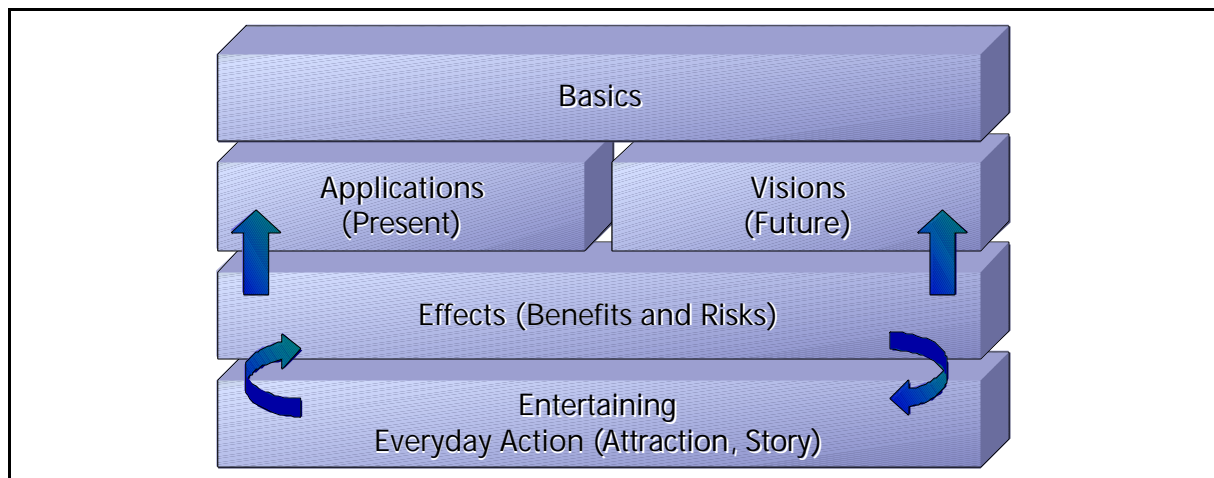 Basics
Applications
(Present)
Visions
(Future)
Effects (Benefits and Risks)
Entertaining
Everyday Action (Attraction, Story)